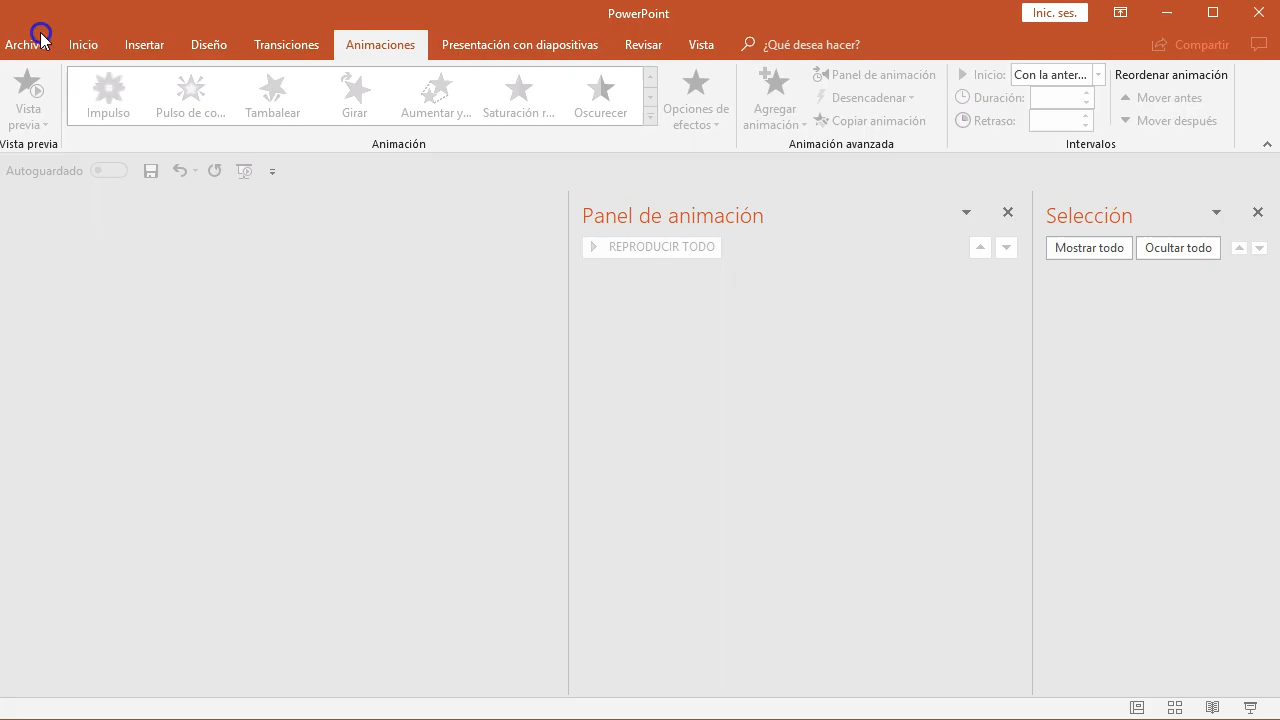 PowerPoint
Inic. ses.
Archivo Inicio Insertar Diseño Transiciones Animaciones Presentación con diapositivas Revisar Vista ¿Qué desea hacer? Compartir
Vista previa
Impulso Pulso de co... Tambalear Girar Aumentar y... Saturación r... Oscurecer
Opciones de efectos
Agregar animación
Panel de animación
Desencadenar
Copiar animación
Inicio: Con la anter...
Duración:
Retraso:
Reordenar animación
Mover antes
Mover después
Vista previa Animación Animación avanzada Intervalos
Autoguardado
Panel de animación
REPRODUCIR TODO
Selección
Mostrar todo Ocultar todo